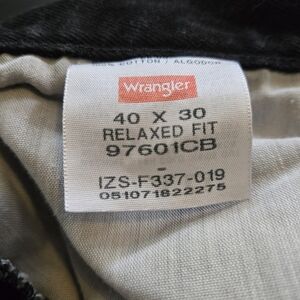 COTTON / ALGODON
Wrangler
40 X 30
RELAXED FIT
97601CB
-
IZS-F337-019
051071822275